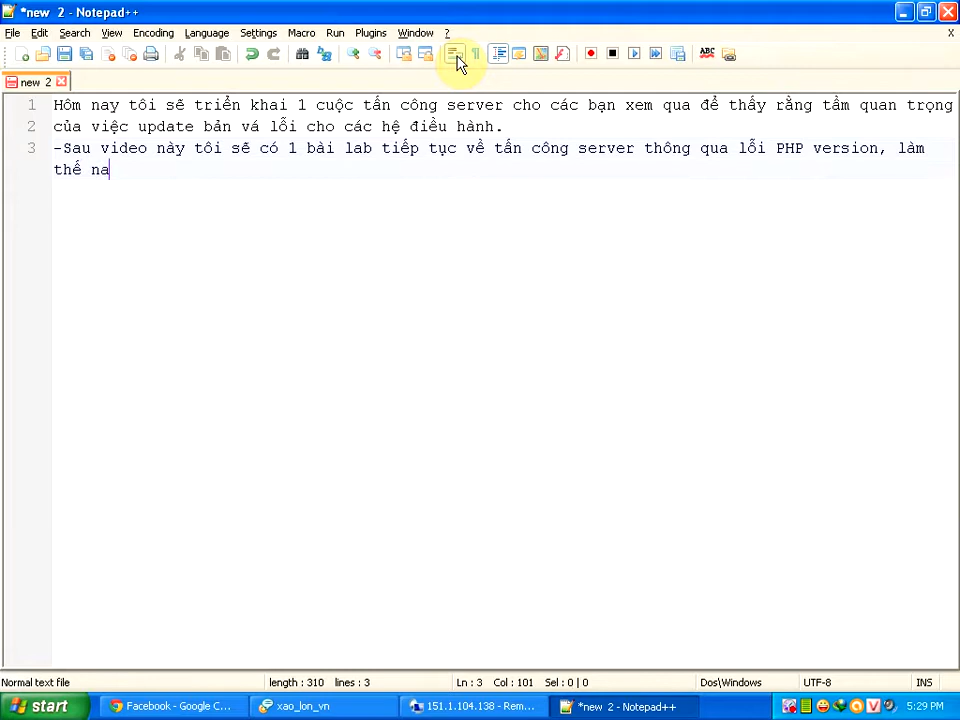 *new 2 - Notepad++
File Edit Search View Encoding Language Settings Macro Run Plugins Window ? X
ABC
new 2
1 Hôm nay tôi sẽ triển khai 1 cuộc tấn công server cho các bạn xem qua để thấy rằng tầm quan trọng
2 của việc update bản vá lỗi cho các hệ điều hành.
3 -Sau video này tôi sẽ có 1 bài lab tiếp tục về tấn công server thông qua lỗi PHP version, làm
thế na
Normal text file length : 310 lines : 3 Ln : 3 Col : 101 Sel : 0 | 0 Dos\Windows UTF-8 INS
start Facebook - Google C... xao_lon_vn 151.1.104.138 - Rem... *new 2 - Notepad++ V 5:29 PM